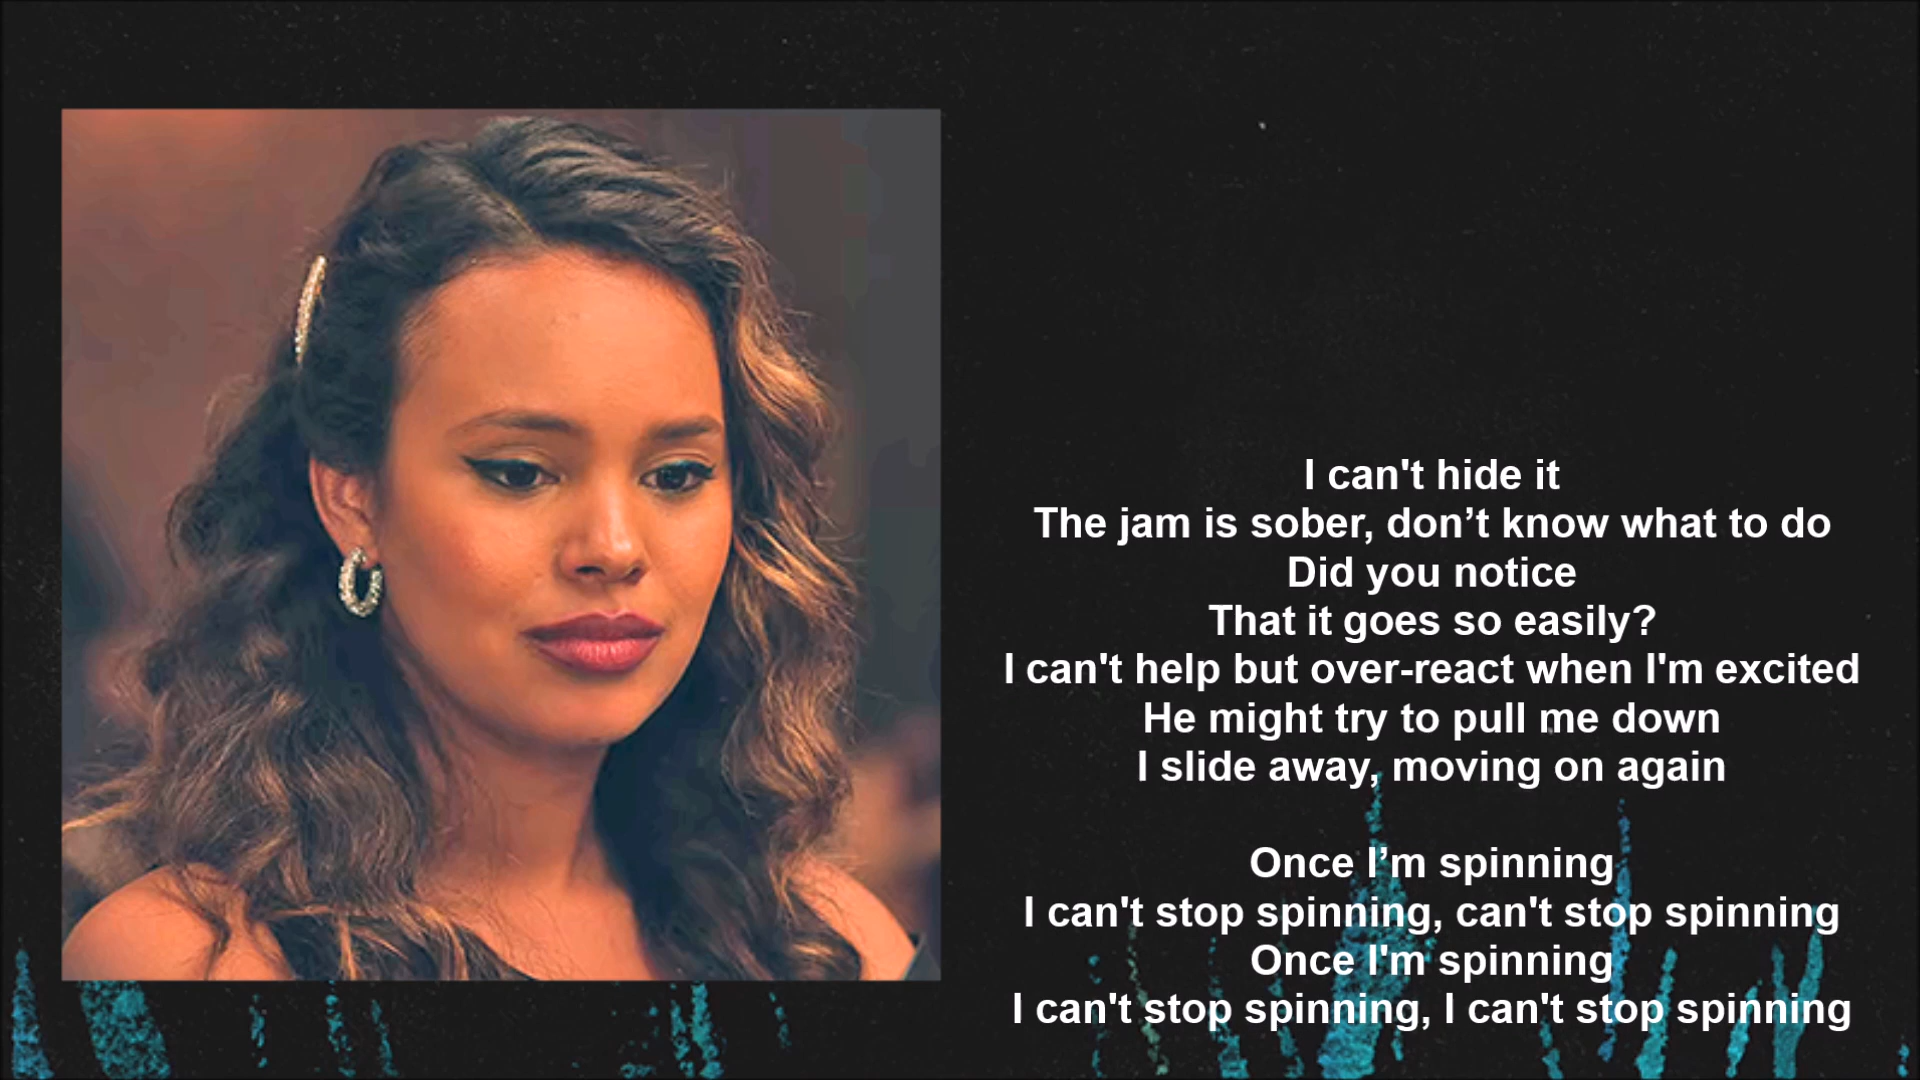 I can't hide it
The jam is sober, don’t know what to do
Did you notice
That it goes so easily?
I can't help but over-react when I'm excited
He might try to pull me down
I slide away, moving on again
Once I’m spinning
I can't stop spinning, can't stop spinning
Once I'm spinning
I can't stop spinning, I can't stop spinning